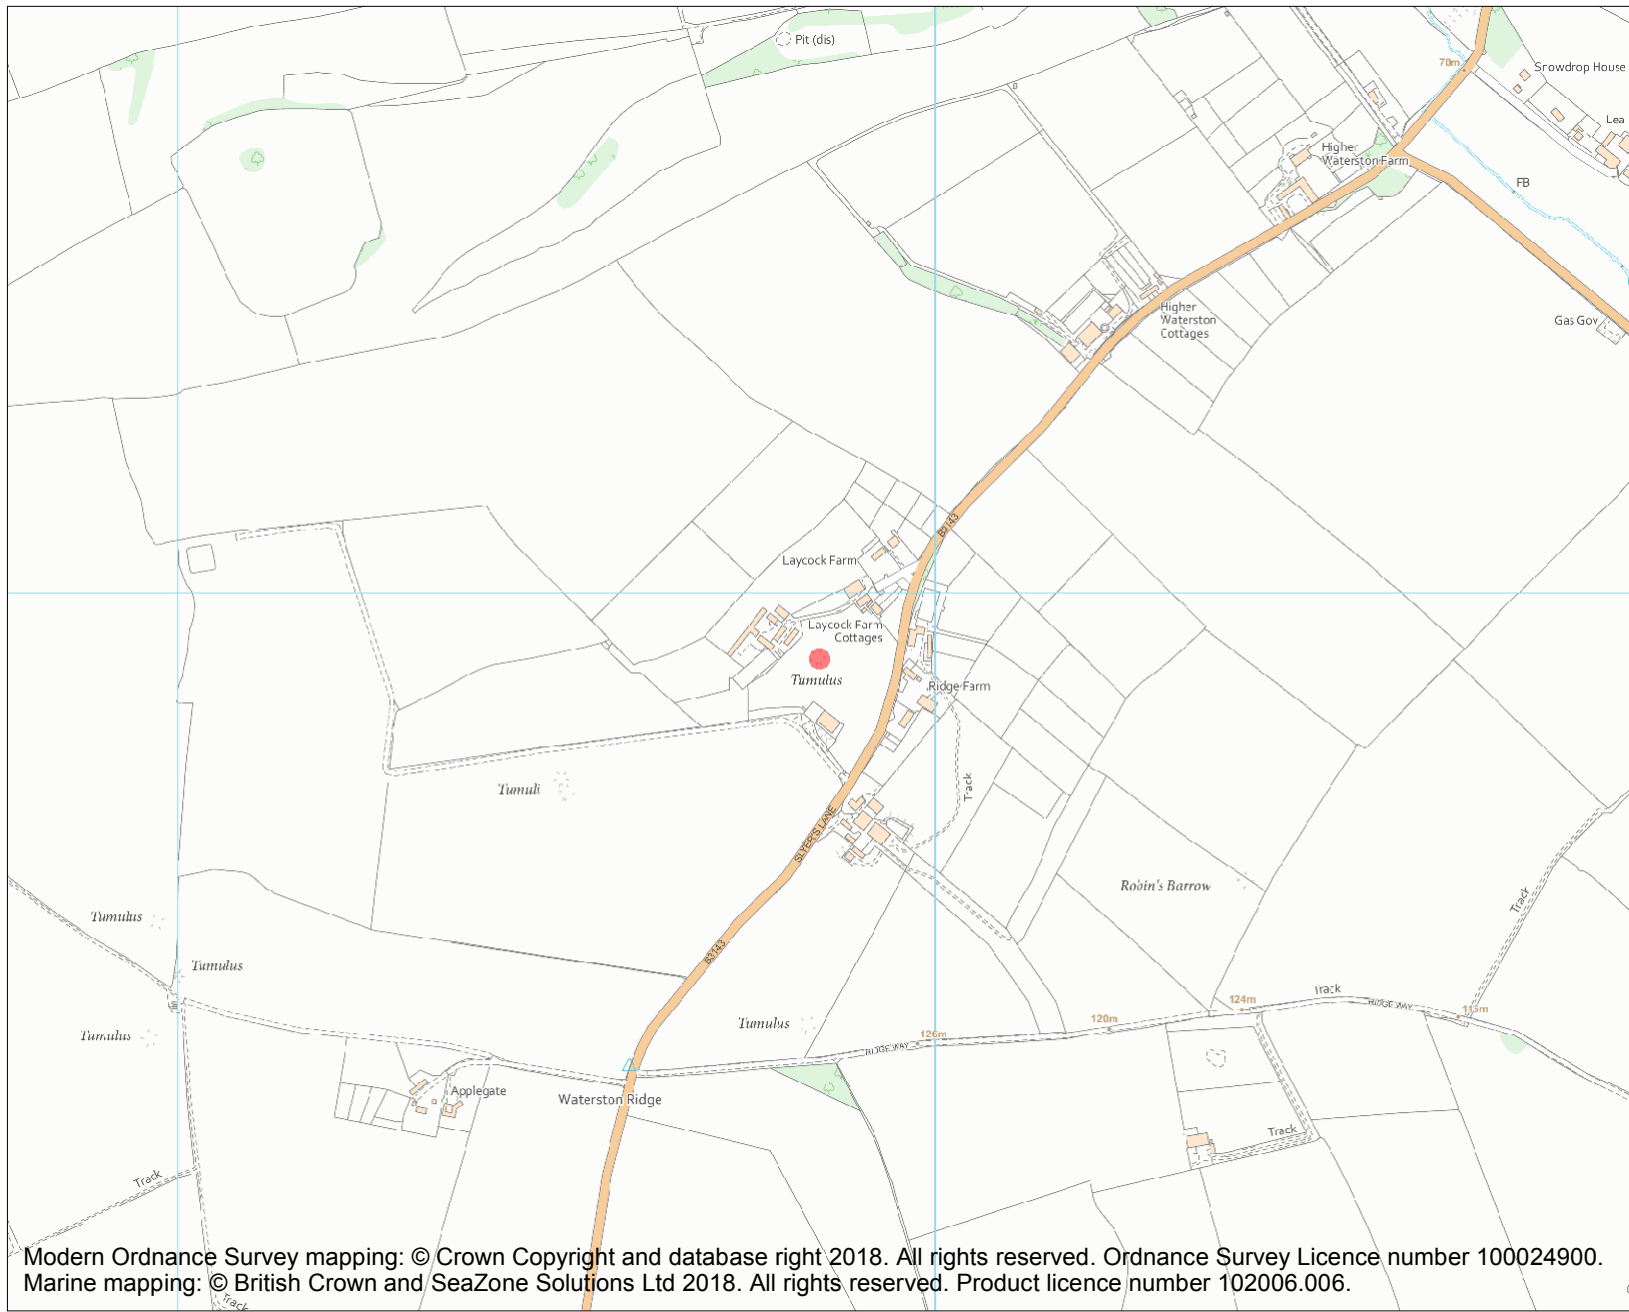 Pit (dis)
70m
Snowdrop House
Lea
Higher
Waterston Farm
FB
Higher
Waterston
Cottages
Gas Gov
B3143
Laycock Farm
Laycock Farm
Cottages
Tumulus
Ridge Farm
Track
Tumuli
SLYER'S LANE
Robin's Barrow
Track
Tumulus
B3143
Tumulus
Tumulus
Tumulus
Track
124m
RIDGE WAY
115m
120m
126m
RIDGE WAY
Applegate
Waterston Ridge
Track
Track
Modern Ordnance Survey mapping: © Crown Copyright and database right 2018. All rights reserved. Ordnance Survey Licence number 100024900.
Marine mapping: © British Crown and SeaZone Solutions Ltd 2018. All rights reserved. Product licence number 102006.006.
Track